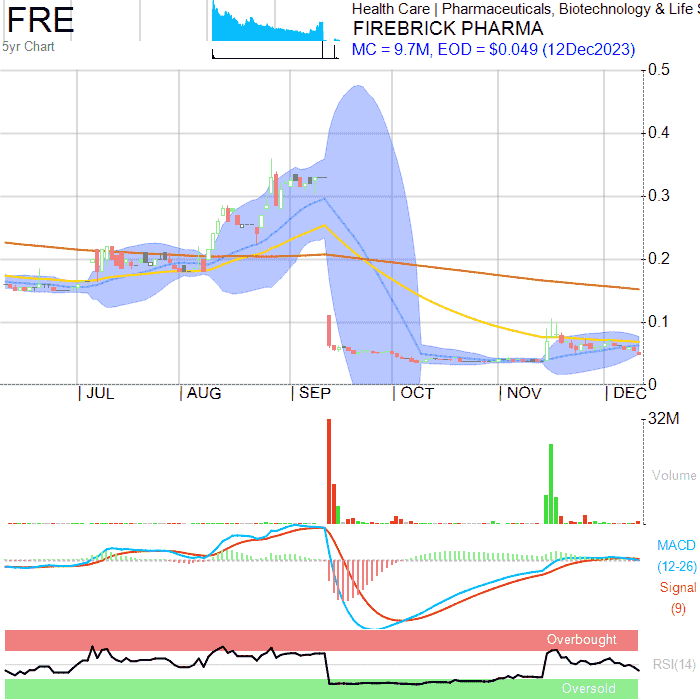 FRE
5yr Chart
Health Care | Pharmaceuticals, Biotechnology & Life S
FIREBRICK PHARMA
MC = 9.7M, EOD = $0.049 (12Dec2023)
0.5
0.4
0.3
0.2
0.1
0
JUL AUG SEP OCT NOV DEC
32M
Volume
MACD
(12-26)
Signal
(9)
Overbought
RSI(14)
Oversold